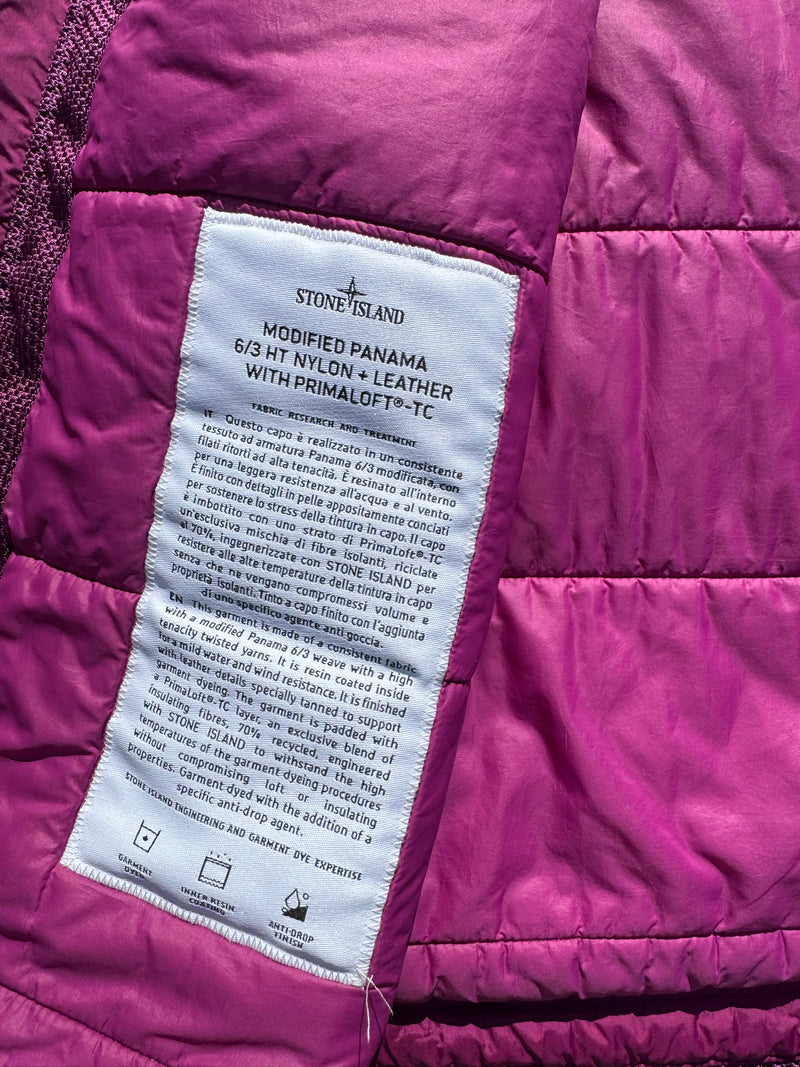 STONE ISLAND
MODIFIED PANAMA
6/3 HT NYLON + LEATHER
WITH PRIMALOFT®-TC
FABRIC RESEARCH AND TREATMENT
IT Questo capo è realizzato in un consistente
tessuto ad armatura Panama 6/3 modificata, con
filati ritorti ad alta tenacità. È resinato all'interno
per una leggera resistenza all'acqua e al vento.
È finito con dettagli in pelle appositamente conciati
per sostenere lo stress della tintura in capo. Il capo
è imbottito con uno strato di PrimaLoft®-TC
un'esclusiva mischia di fibre isolanti, riciclate
al 70%, ingegnerizzate con STONE ISLAND per
resistere alle alte temperature della tintura in capo
senza che ne vengano compromessi volume e
proprietà isolanti. Tinto a capo finito con l'aggiunta
di uno specifico agente anti goccia.
EN This garment is made of a consistent fabric
with a modified Panama 6/3 weave with a high
tenacity twisted yarns. It is resin coated inside
for a mild water and wind resistance. It is finished
with leather details specially tanned to support
garment dyeing. The garment is padded with
a PrimaLoft®-TC layer, an exclusive blend of
insulating fibres, 70% recycled, engineered
with STONE ISLAND to withstand the high
temperatures of the garment dyeing procedures
without compromising loft or insulating
properties. Garment dyed with the addition of a
specific anti-drop agent.
STONE ISLAND ENGINEERING AND GARMENT DYE EXPERTISE
GARMENT
DYED
INNER RESIN
COATING
ANTI-DROP
FINISH